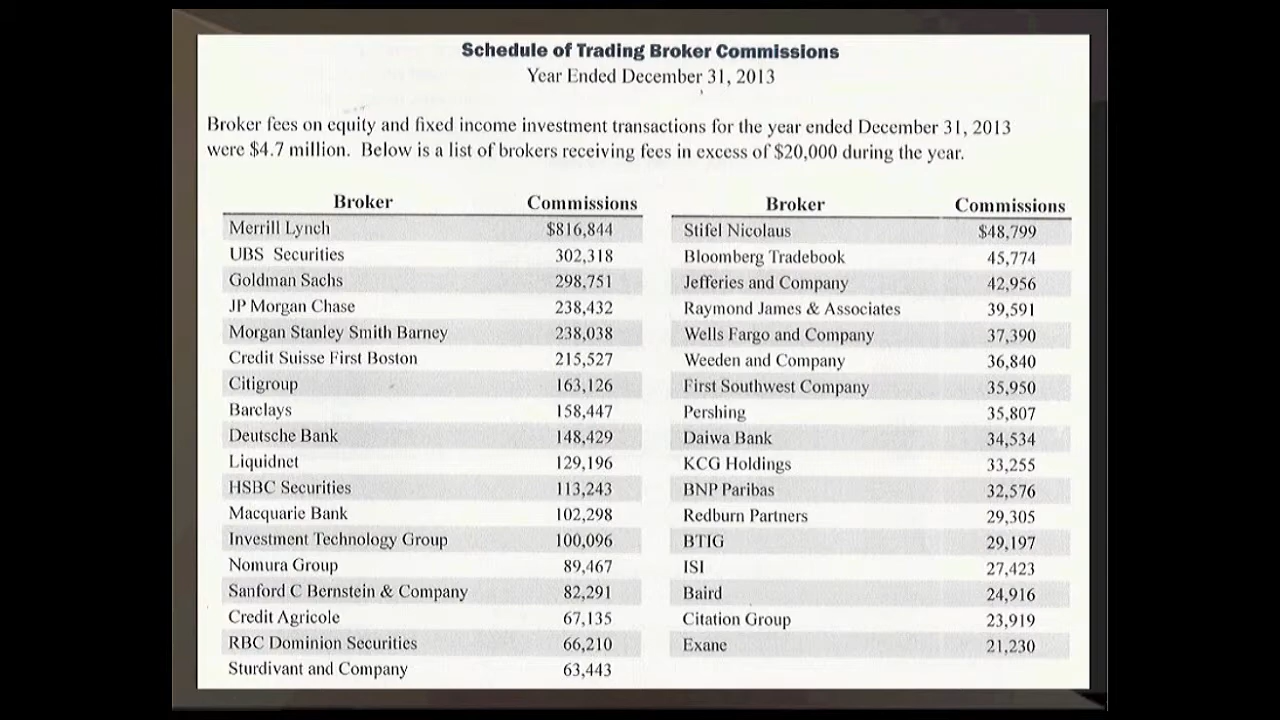 Schedule of Trading Broker Commissions
Year Ended December 31, 2013
Broker fees on equity and fixed income investment transactions for the year ended December 31, 2013
were $4.7 million. Below is a list of brokers receiving fees in excess of $20,000 during the year.
Broker Commissions
Merrill Lynch $816,844
UBS Securities 302,318
Goldman Sachs 298,751
JP Morgan Chase 238,432
Morgan Stanley Smith Barney 238,038
Credit Suisse First Boston 215,527
Citigroup 163,126
Barclays 158,447
Deutsche Bank 148,429
Liquidnet 129,196
HSBC Securities 113,243
Macquarie Bank 102,298
Investment Technology Group 100,096
Nomura Group 89,467
Sanford C Bernstein & Company 82,291
Credit Agricole 67,135
RBC Dominion Securities 66,210
Sturdivant and Company 63,443
Broker Commissions
Stifel Nicolaus $48,799
Bloomberg Tradebook 45,774
Jefferies and Company 42,956
Raymond James & Associates 39,591
Wells Fargo and Company 37,390
Weeden and Company 36,840
First Southwest Company 35,950
Pershing 35,807
Daiwa Bank 34,534
KCG Holdings 33,255
BNP Paribas 32,576
Redburn Partners 29,305
BTIG 29,197
ISI 27,423
Baird 24,916
Citation Group 23,919
Exane 21,230